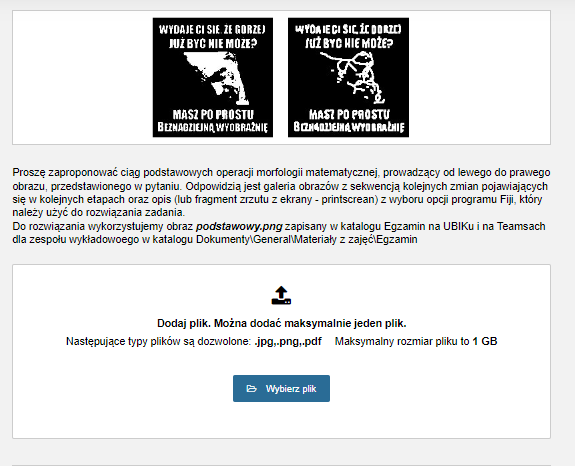 WYDAJE CI SIĘ, ŻE GORZEJ
JUŻ BYĆ NIE MOŻE?
MASZ PO PROSTU
BEZNADZIEJNĄ WYOBRAŹNIĘ
WYDAJE CI SIĘ, ŻE GORZEJ
JUŻ BYĆ NIE MOŻE?
MASZ PO PROSTU
BEZNADZIEJNĄ WYOBRAŹNIĘ
Proszę zaproponować ciąg podstawowych operacji morfologii matematycznej, prowadzący od lewego do prawego
obrazu, przedstawionego w pytaniu. Odpowiedzią jest galeria obrazów z sekwencją kolejnych zmian pojawiających
się w kolejnych etapach oraz opis (lub fragment zrzutu z ekrany - printscrean) z wyboru opcji programu Fiji, który
należy użyć do rozwiązania zadania.
Do rozwiązania wykorzystujemy obraz podstawowy.png zapisany w katalogu Egzamin na UBIKu i na Teamsach
dla zespołu wykładowoego w katalogu Dokumenty\General\Materiały z zajęć\Egzamin
Dodaj plik. Można dodać maksymalnie jeden plik.
Następujące typy plików są dozwolone: .jpg,.png,.pdf Maksymalny rozmiar pliku to 1 GB
Wybierz plik